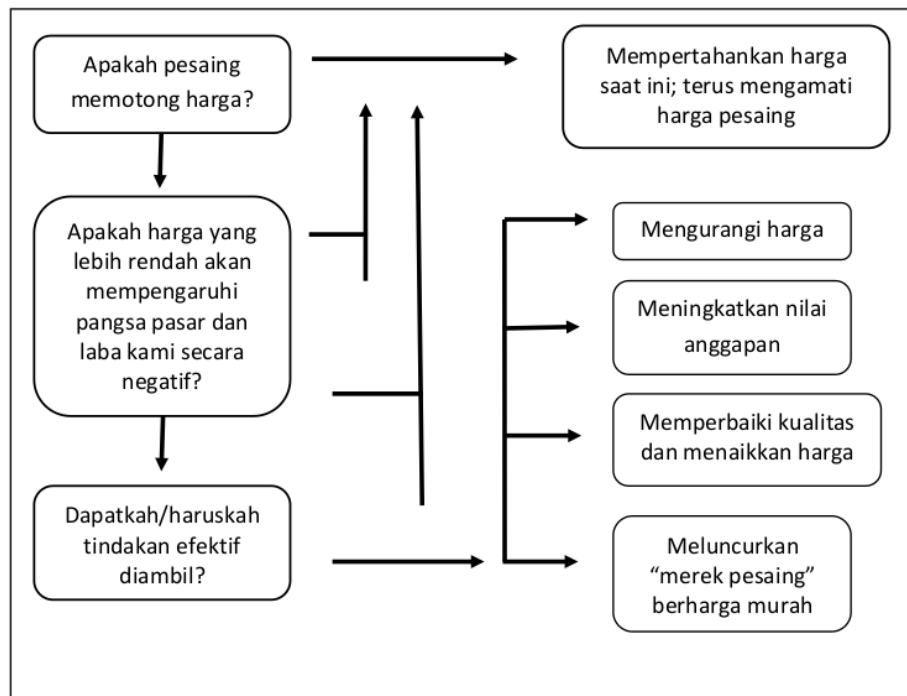 Apakah pesaing
memotong harga?
Mempertahankan harga
saat ini; terus mengamati
harga pesaing
Apakah harga yang
lebih rendah akan
mempengaruhi
pangsa pasar dan
laba kami secara
negatif?
Mengurangi harga
Meningkatkan nilai
anggapan
Memperbaiki kualitas
dan menaikkan harga
Dapatkah/haruskah
tindakan efektif
diambil?
Meluncurkan
“merek pesaing”
berharga murah